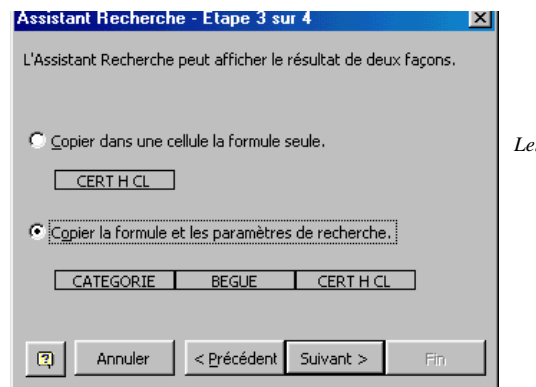 Assistant Recherche - Etape 3 sur 4
L'Assistant Recherche peut afficher le résultat de deux façons.
Copier dans une cellule la formule seule.
CERT H CL
Copier la formule et les paramètres de recherche.
CATEGORIE BEGUE CERT H CL
Annuler < Précédent Suivant > Fin